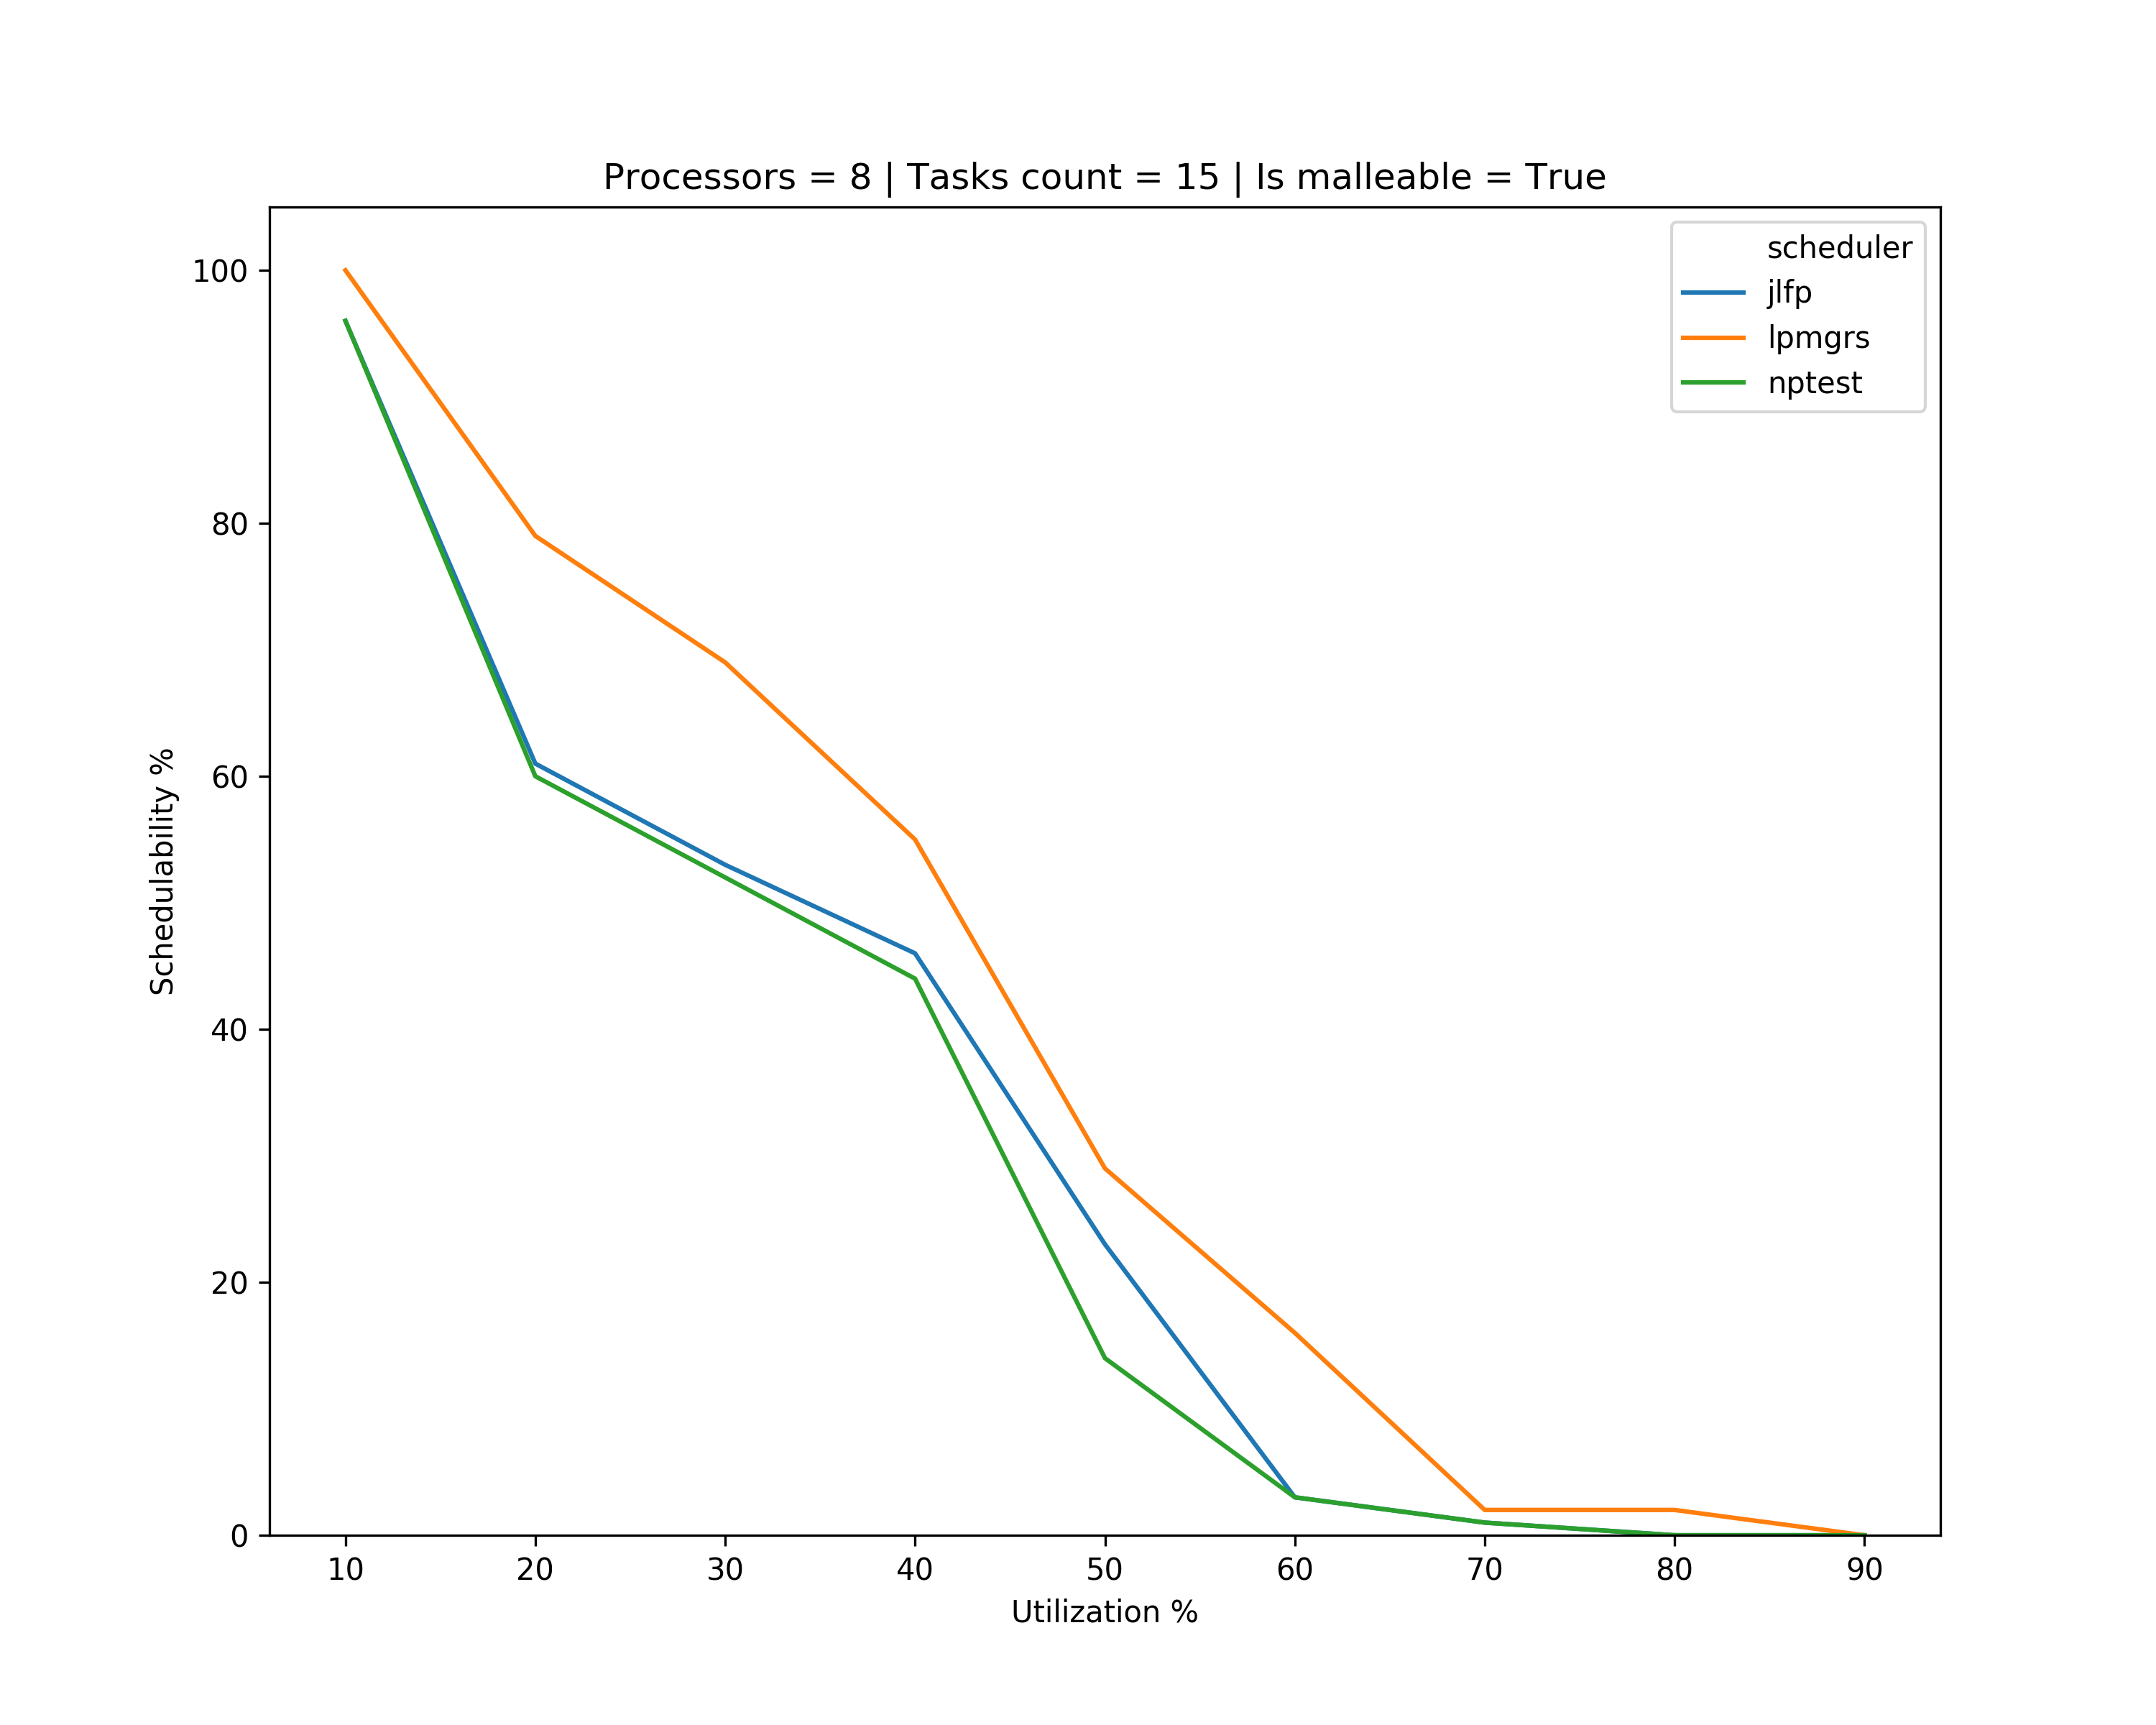 Processors = 8 | Tasks count = 15 | Is malleable = True
scheduler
jlfp
lpmgrs
nptest
Schedulability %
100
80
60
40
20
0
10 20 30 40 50 60 70 80 90
Utilization %